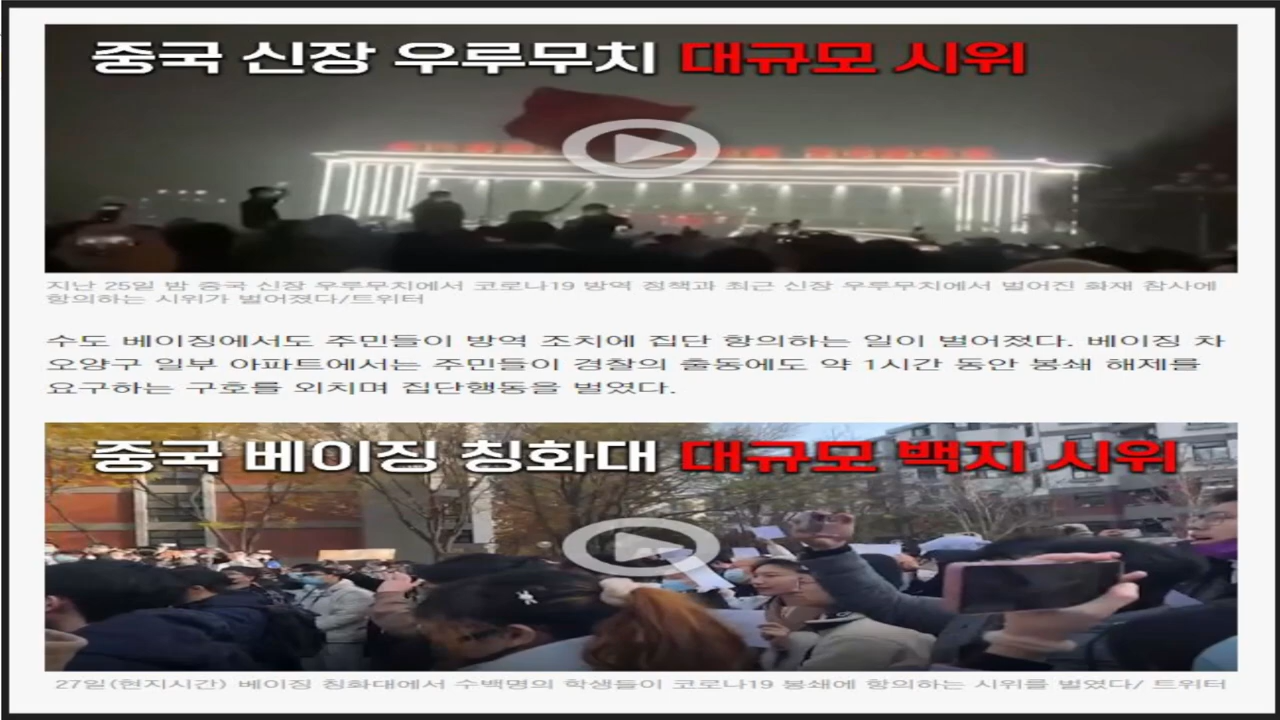 중국 신장 우루무치 대규모 시위
지난 25일 밤 중국 신장 우루무치에서 코로나19 방역 정책과 최근 신장 우루무치에서 벌어진 화재 참사에
항의하는 시위가 벌어졌다/트위터
수도 베이징에서도 주민들이 방역 조치에 집단 항의하는 일이 벌어졌다. 베이징 차
오양구 일부 아파트에서는 주민들이 경찰의 출동에도 약 1시간 동안 봉쇄 해제를
요구하는 구호를 외치며 집단행동을 벌였다.
중국 베이징 칭화대 대규모 백지 시위
27일(현지시간) 베이징 칭화대에서 수백명의 학생들이 코로나19 봉쇄에 항의하는 시위를 벌였다/ 트위터